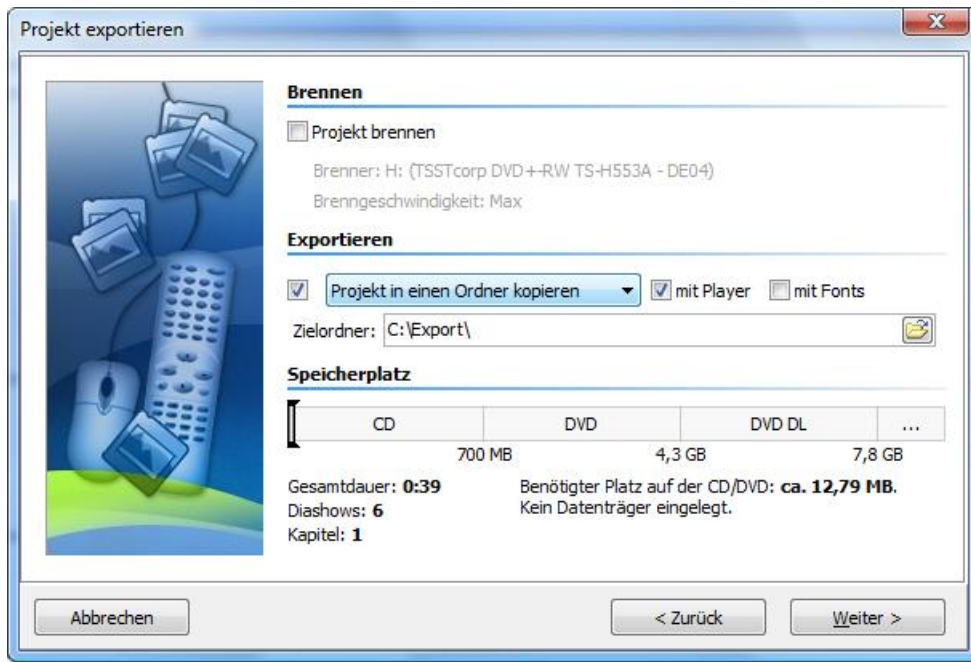 Projekt exportieren
Brennen
Projekt brennen
Brenner: H: (TSSTcorp DVD+-RW TS-H553A - DE04)
Brenngeschwindigkeit: Max
Exportieren
Projekt in einen Ordner kopieren mit Player mit Fonts
Zielordner: C:\Export\
Speicherplatz
CD DVD DVD DL ...
700 MB 4,3 GB 7,8 GB
Gesamtdauer: 0:39 Benötigter Platz auf der CD/DVD: ca. 12,79 MB.
Diashows: 6 Kein Datenträger eingelegt.
Kapitel: 1
Abbrechen < Zurück Weiter >